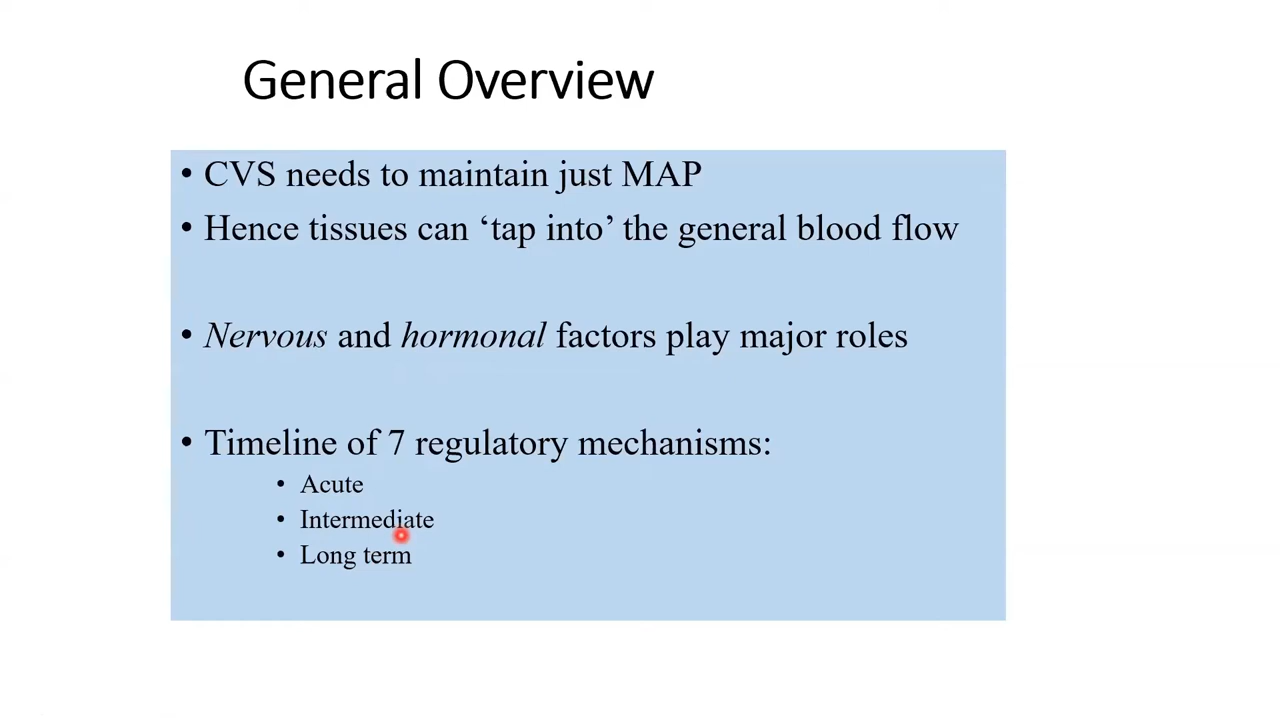 General Overview
• CVS needs to maintain just MAP
• Hence tissues can ‘tap into’ the general blood flow
• Nervous and hormonal factors play major roles
• Timeline of 7 regulatory mechanisms:
• Acute
• Intermediate
• Long term